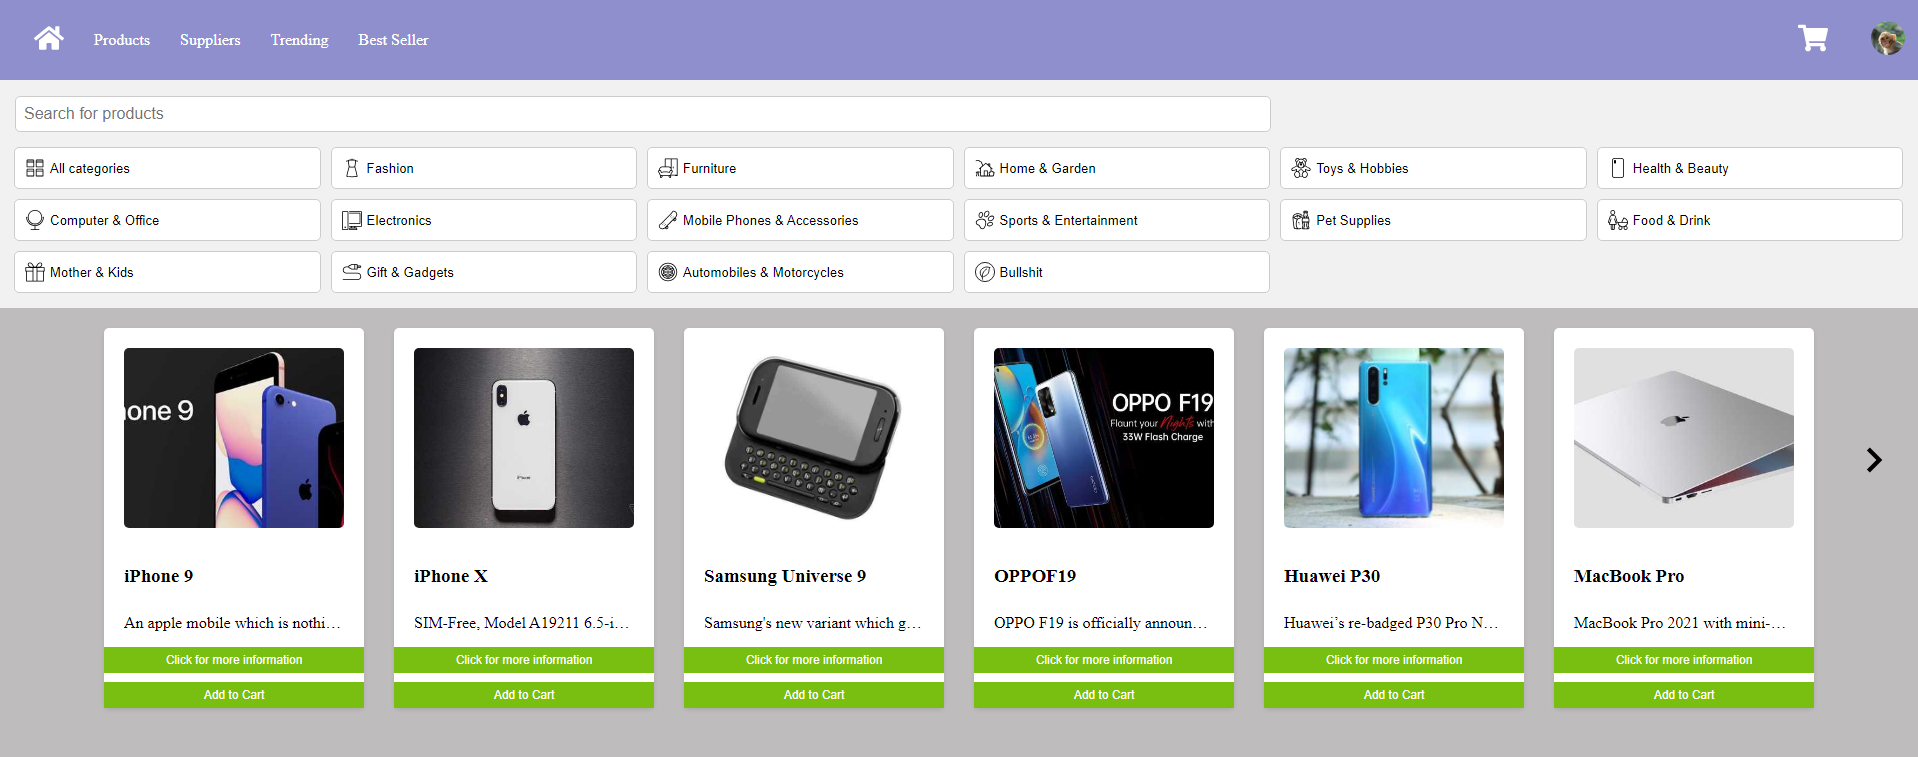 Products Suppliers Trending Best Seller
Search for products
All categories Fashion Furniture Home & Garden Toys & Hobbies Health & Beauty
Computer & Office Electronics Mobile Phones & Accessories Sports & Entertainment Pet Supplies Food & Drink
Mother & Kids Gift & Gadgets Automobiles & Motorcycles Bullshit
one 9
iPhone
OPPO F19
Flaunt your Nights with
33W Flash Charge
iPhone 9 iPhone X Samsung Universe 9 OPPOF19 Huawei P30 MacBook Pro
An apple mobile which is nothi... SIM-Free, Model A19211 6.5-i... Samsung's new variant which g... OPPO F19 is officially announ... Huawei’s re-badged P30 Pro N... MacBook Pro 2021 with mini-...
Click for more information Click for more information Click for more information Click for more information Click for more information Click for more information
Add to Cart Add to Cart Add to Cart Add to Cart Add to Cart Add to Cart